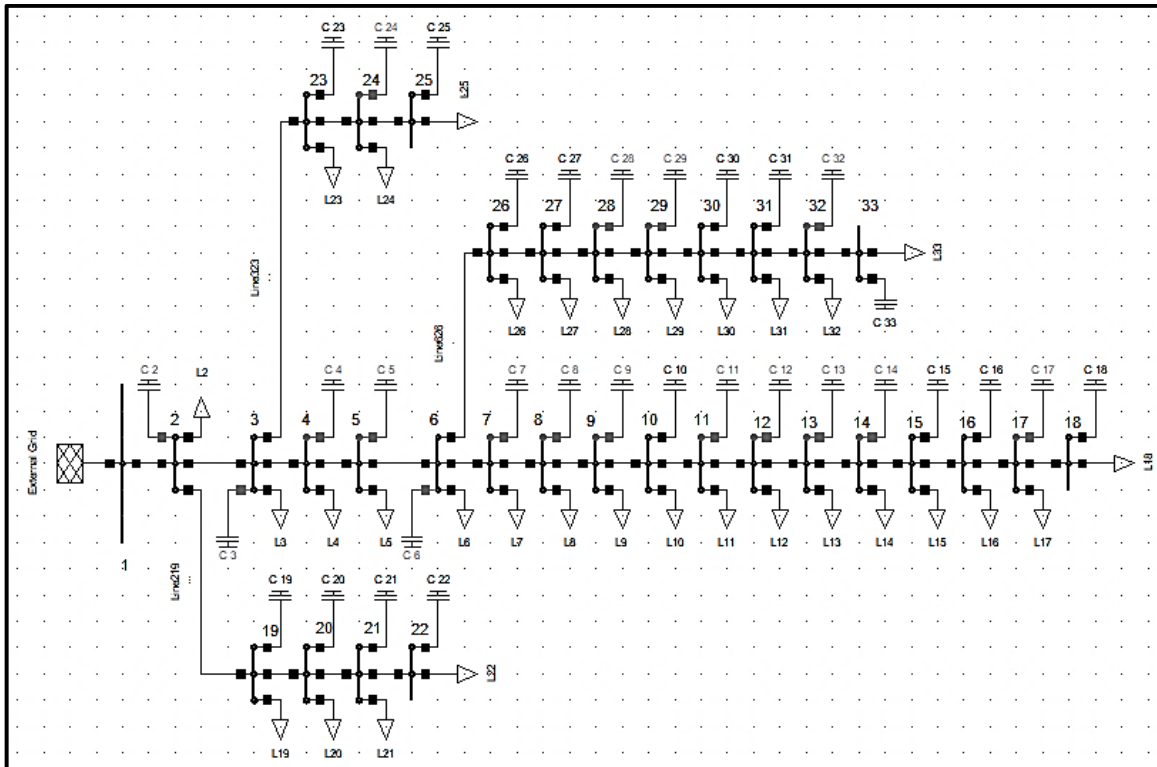 C 23 C 24 C 25
23 24 25
L25
L23 L24
C 26 C 27 C 28 C 29 C 30 C 31 C 32
26 27 28 29 30 31 32 33
L33
Line323
...
L26 L27 L28 L29 L30 L31 L32
C 33
Line626
...
C 2 L2 C 4 C 5 C 7 C 8 C 9 C 10 C 11 C 12 C 13 C 14 C 15 C 16 C 17 C 18
2 3 4 5 6 7 8 9 10 11 12 13 14 15 16 17 18
External Grid
L18
L3 L4 L5 L6 L7 L8 L9 L10 L11 L12 L13 L14 L15 L16 L17
C 3 C 6
1
Line219
...
C 19 C 20 C 21 C 22
19 20 21 22
L22
L19 L20 L21